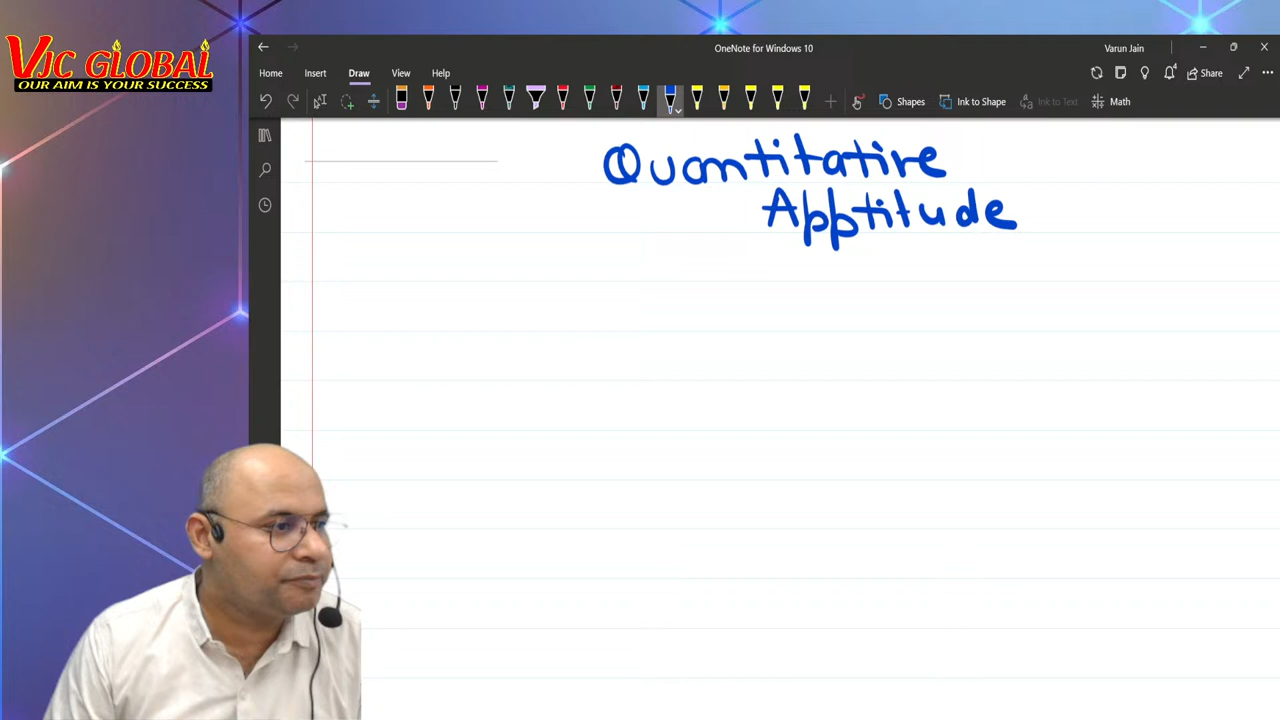 VJC GLOBAL
OUR AIM IS YOUR SUCCESS
OneNote for Windows 10
Varun Jain
Home Insert Draw View Help
Share
Shapes Ink to Shape Ink to Text Math
Quantitative
Apptitude